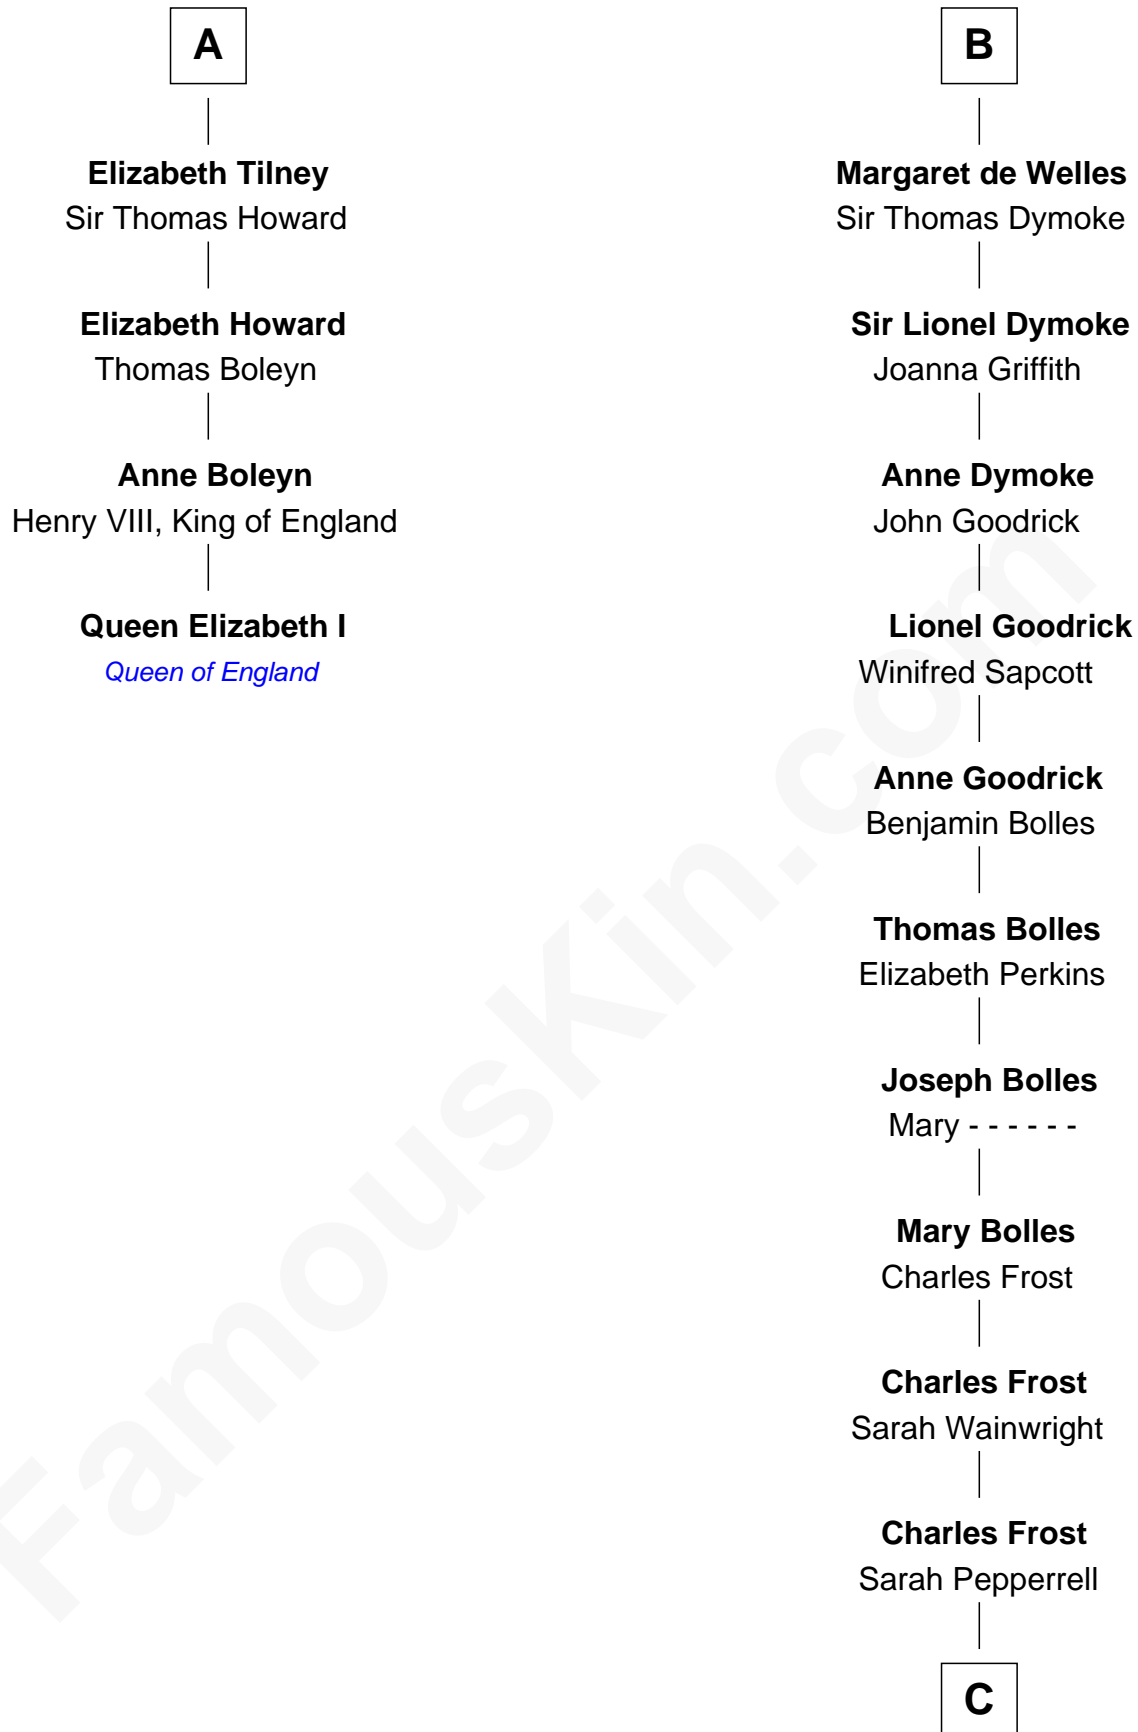 A
Elizabeth Tilney
Sir Thomas Howard
Elizabeth Howard
Thomas Boleyn
Anne Boleyn
Henry VIII, King of England
Queen Elizabeth I
Queen of England
B
Margaret de Welles
Sir Thomas Dymoke
Sir Lionel Dymoke
Joanna Griffith
Anne Dymoke
John Goodrick
Lionel Goodrick
Winifred Sapcott
Anne Goodrick
Benjamin Bolles
Thomas Bolles
Elizabeth Perkins
Joseph Bolles
Mary - - - - - -
Mary Bolles
Charles Frost
Charles Frost
Sarah Wainwright
Charles Frost
Sarah Pepperrell
C
FamousKin.com